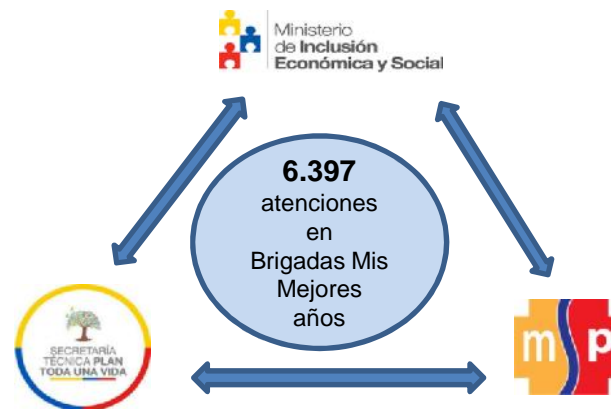 Ministerio
de Inclusión
Económica y Social
6.397
atenciones
en
Brigadas Mis
Mejores
años
SECRETARÍA
TÉCNICA PLAN
TODA UNA VIDA
msp